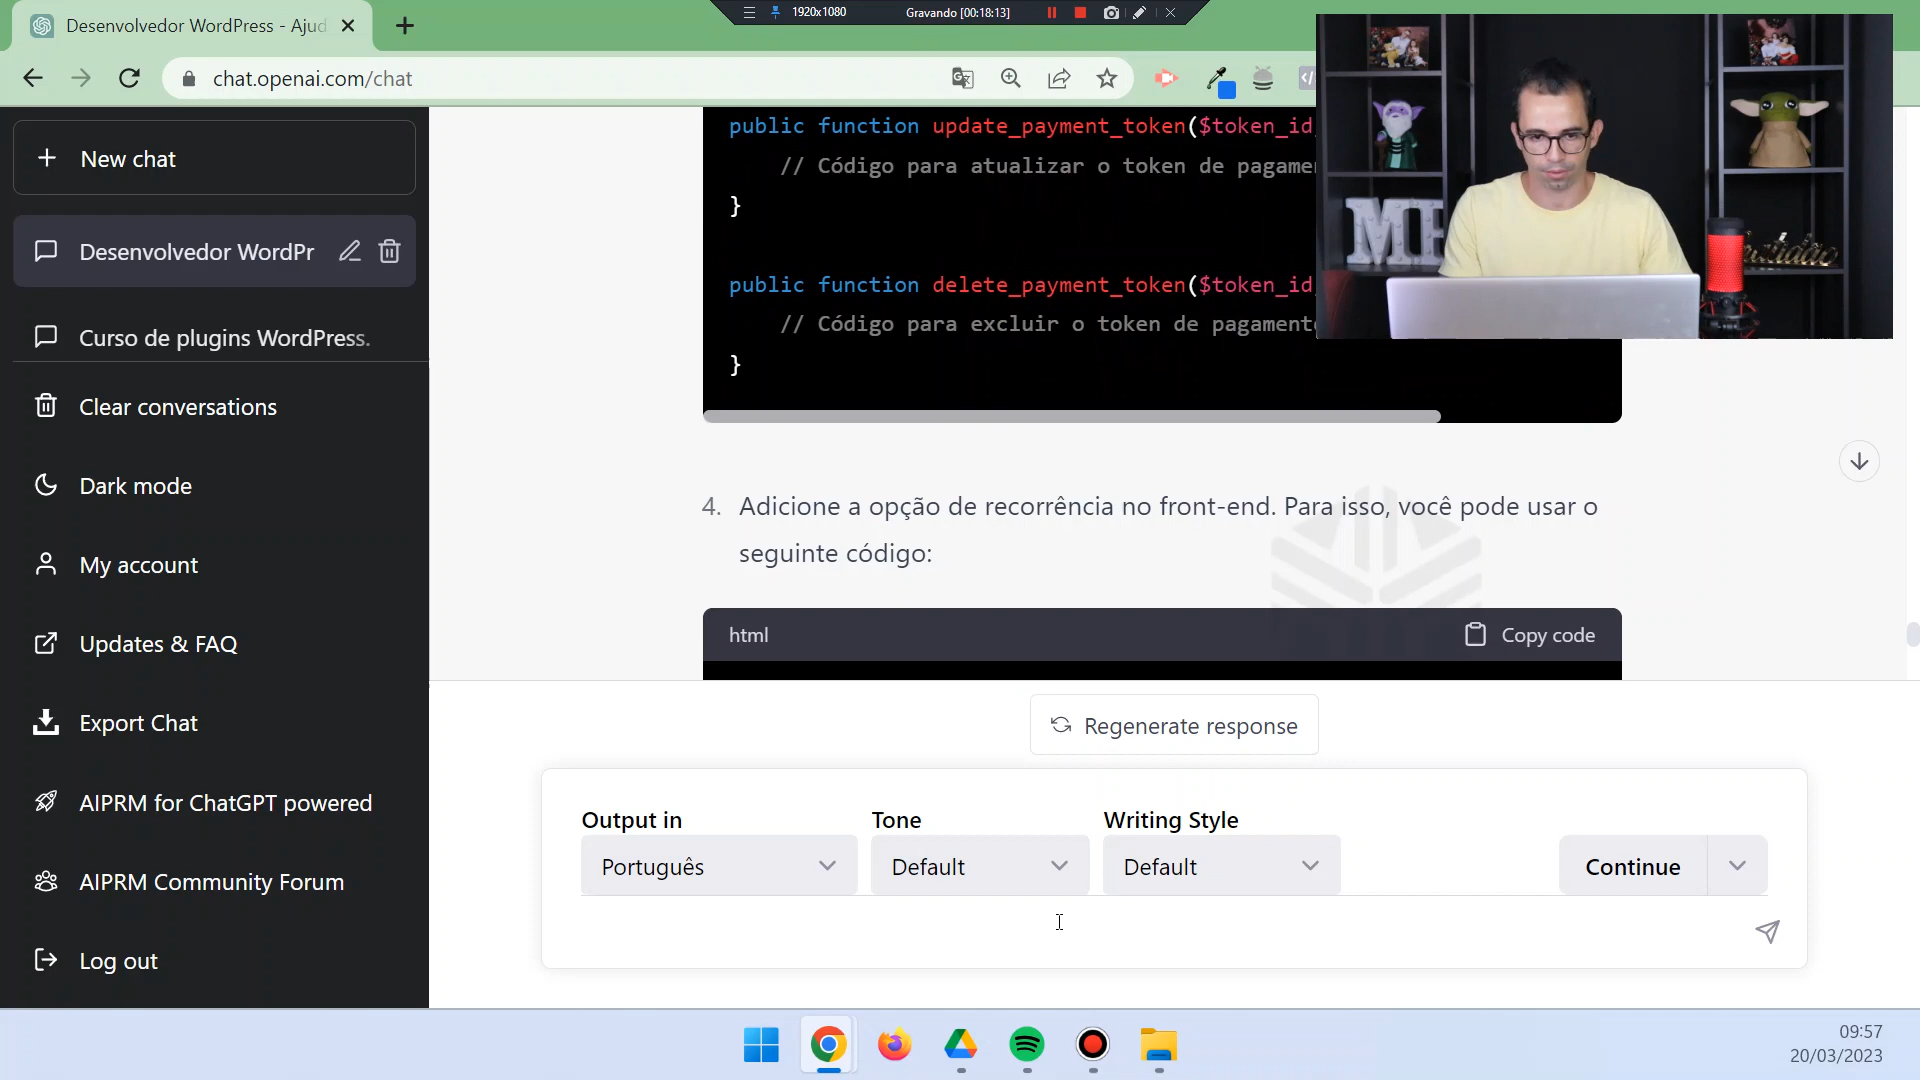 1920x1080
Gravando [00:18:13]
Desenvolvedor WordPress - Ajud
chat.openai.com/chat
New chat
Desenvolvedor WordPr
Curso de plugins WordPress.
Clear conversations
Dark mode
My account
Updates & FAQ
Export Chat
AIPRM for ChatGPT powered
AIPRM Community Forum
Log out
public function update_payment_token($token_id
// Código para atualizar o token de pagame
}
public function delete_payment_token($token_id
// Código para excluir o token de pagament
}
4. Adicione a opção de recorrência no front-end. Para isso, você pode usar o
seguinte código:
html
Copy code
Regenerate response
Output in
Tone
Writing Style
Português
Default
Default
Continue
09:57
20/03/2023